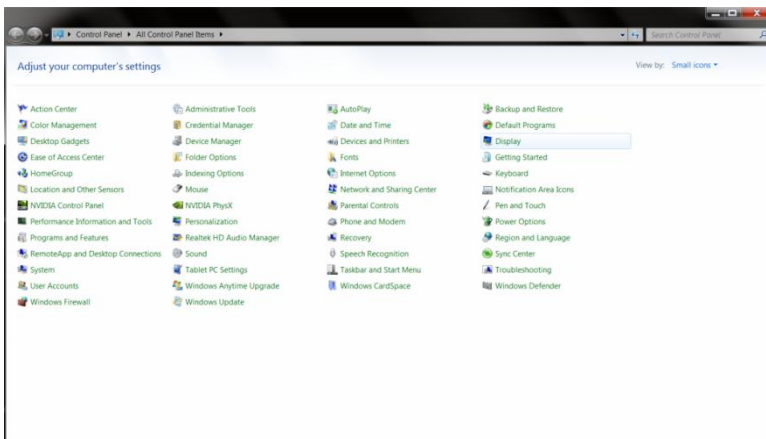 Control Panel ▸ All Control Panel Items ▸
Search Control Panel
Adjust your computer's settings
View by: Small icons
Action Center
Administrative Tools
AutoPlay
Backup and Restore
Color Management
Credential Manager
Date and Time
Default Programs
Desktop Gadgets
Device Manager
Devices and Printers
Display
Ease of Access Center
Folder Options
Fonts
Getting Started
HomeGroup
Indexing Options
Internet Options
Keyboard
Location and Other Sensors
Mouse
Network and Sharing Center
Notification Area Icons
NVIDIA Control Panel
NVIDIA PhysX
Parental Controls
Pen and Touch
Performance Information and Tools
Personalization
Phone and Modem
Power Options
Programs and Features
Realtek HD Audio Manager
Recovery
Region and Language
RemoteApp and Desktop Connections
Sound
Speech Recognition
Sync Center
System
Tablet PC Settings
Taskbar and Start Menu
Troubleshooting
User Accounts
Windows Anytime Upgrade
Windows CardSpace
Windows Defender
Windows Firewall
Windows Update